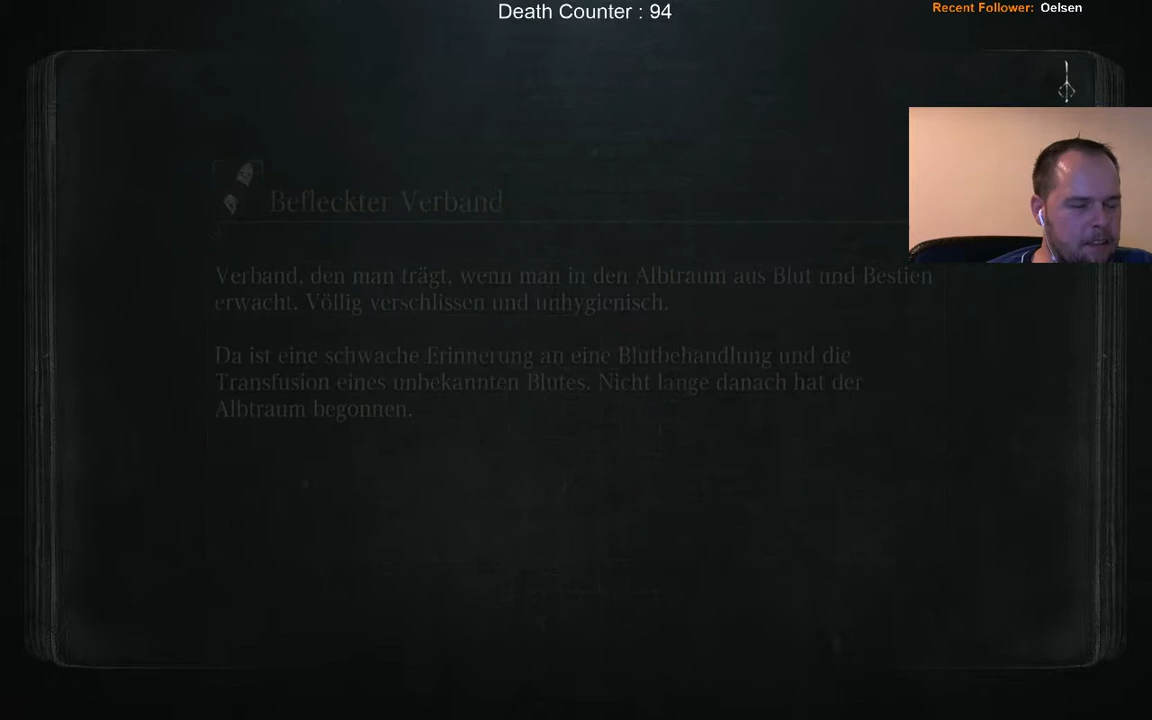 Death Counter : 94
Recent Follower: Oelsen
Befleckter Verband
Verband, den man trägt, wenn man in den Albtraum aus Blut und Bestien
erwacht. Völlig verschlissen und unhygienisch.
Da ist eine schwache Erinnerung an eine Blutbehandlung und die
Transfusion eines unbekannten Blutes. Nicht lange danach hat der
Albtraum begonnen.